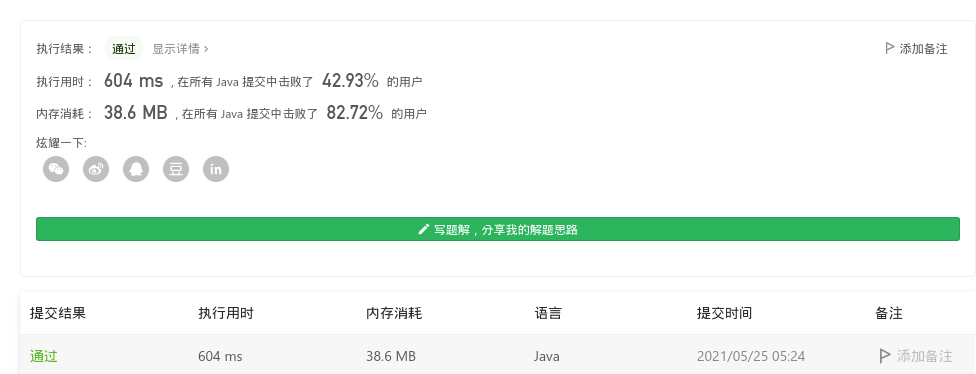 执行结果： 通过 显示详情 › 添加备注
执行用时： 604 ms , 在所有 Java 提交中击败了 42.93% 的用户
内存消耗： 38.6 MB , 在所有 Java 提交中击败了 82.72% 的用户
炫耀一下:
豆 in
写题解，分享我的解题思路
提交结果 执行用时 内存消耗 语言 提交时间 备注
通过 604 ms 38.6 MB Java 2021/05/25 05:24 添加备注